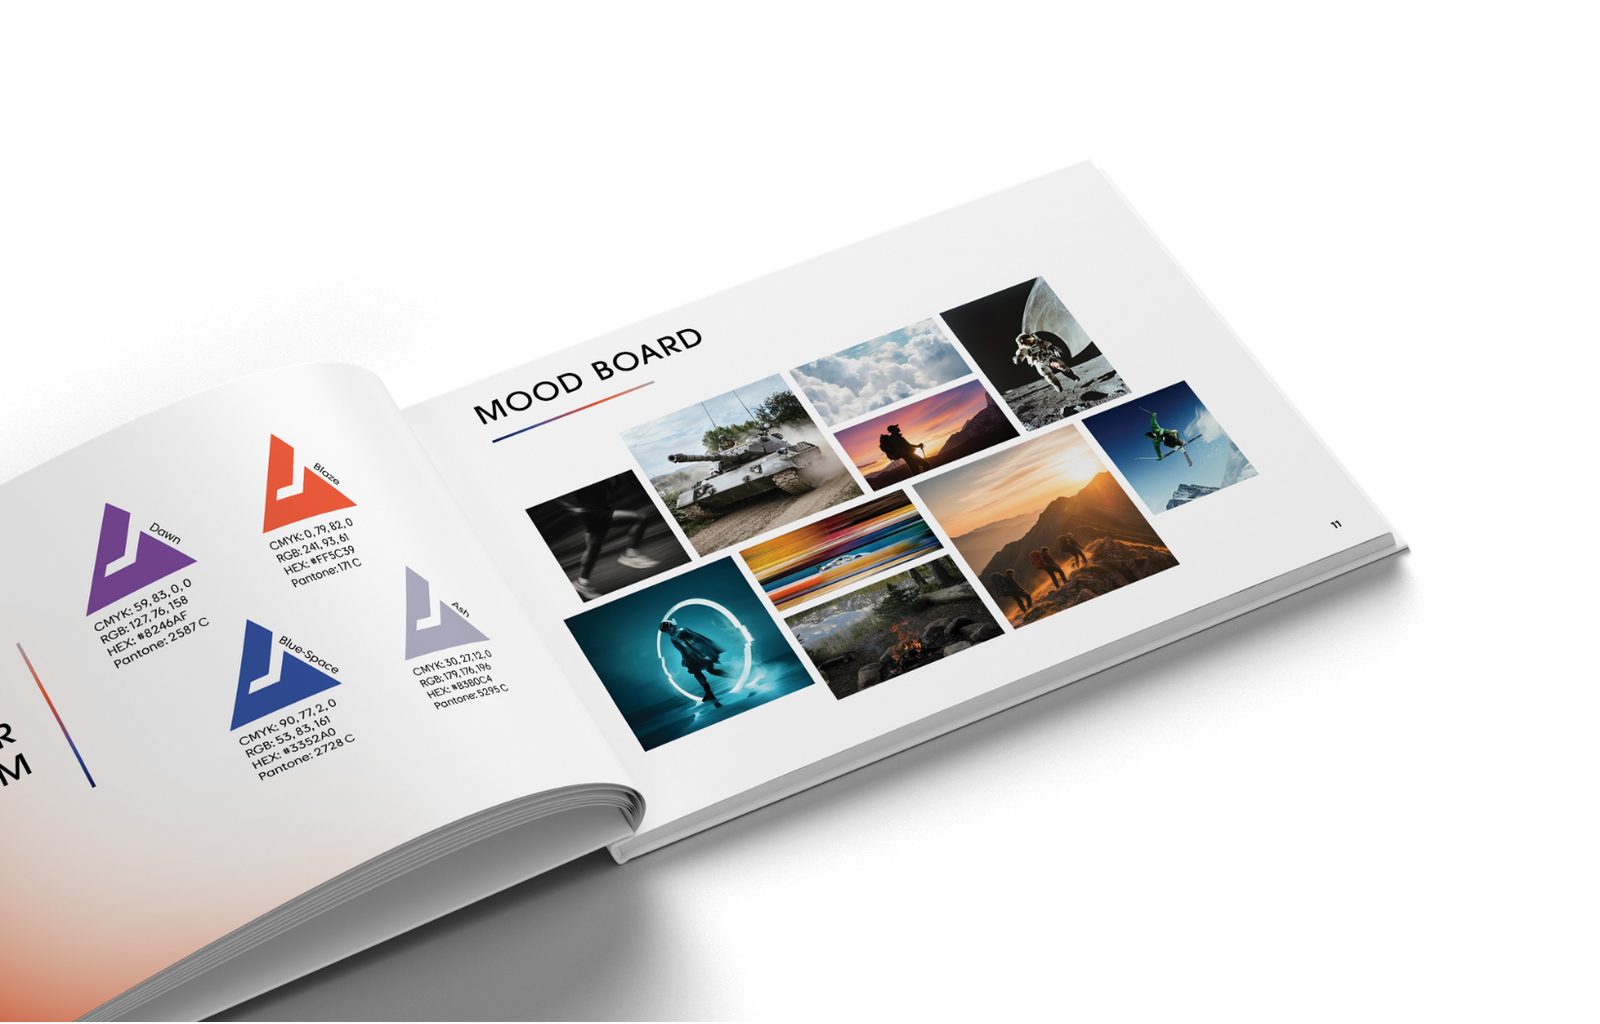 R
M
Dawn
CMYK: 59, 83, 0, 0
RGB: 127, 76, 158
HEX: #8246AF
Pantone: 2587 C
Blaze
CMYK: 0, 79, 82, 0
RGB: 241, 93, 61
HEX: #FF5C39
Pantone: 171 C
Blue-Space
CMYK: 90, 77, 2, 0
RGB: 53, 83, 161
HEX: #3352A0
Pantone: 2728 C
Ash
CMYK: 30, 27, 12, 0
RGB: 179, 176, 196
HEX: #B3B0C4
Pantone: 5295 C
MOOD BOARD
11